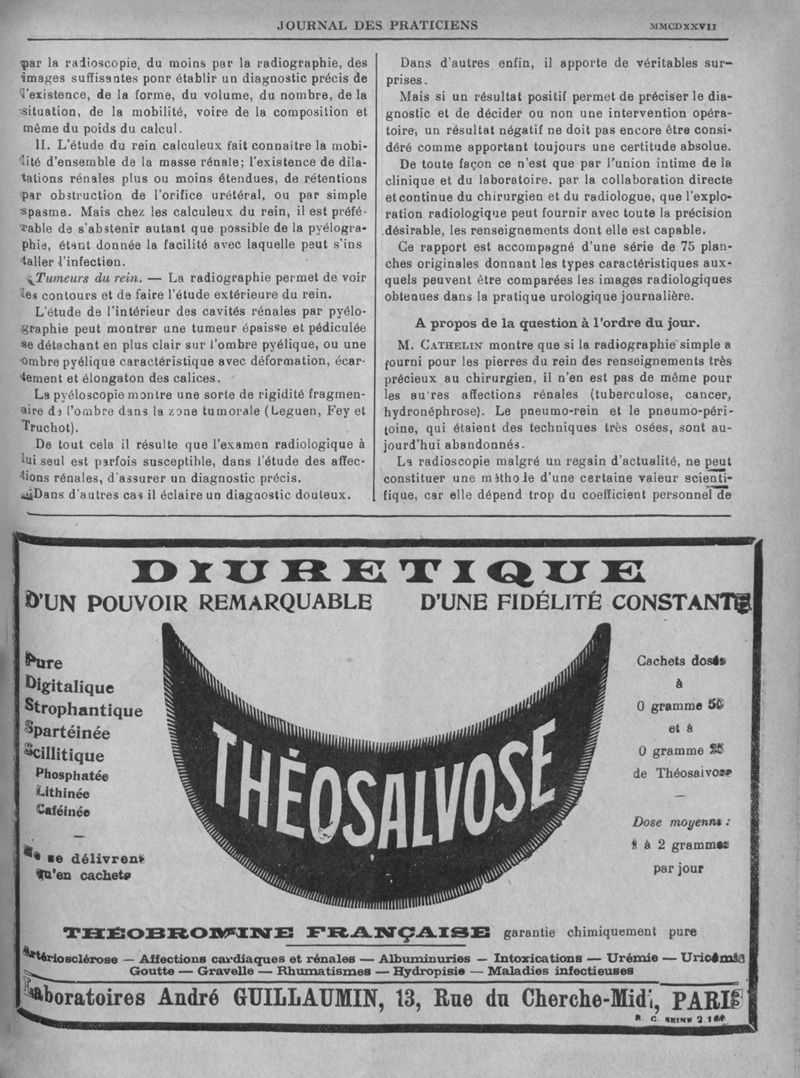 JOURNAL DES PRATICIENS
MMCDXXVII
par la radioscopie, du moins par la radiographie, des
images suffisantes ponr établir un diagnostic précis de
l'existence, de la forme, du volume, du nombre, de la
situation, de la mobilité, voire de la composition et
même du poids du calcul.
II. L'étude du rein calculeux fait connaître la mobi-
lité d'ensemble de la masse rénale; l'existence de dila-
tations rénales plus ou moins étendues, de rétentions
par obstruction de l'orifice urétéral, ou par simple
spasme. Mais chez les calculeux du rein, il est préfé-
rable de s'abstenir autant que possible de la pyélogra-
phie, étant donnée la facilité avec laquelle peut s'ins
taller l'infection.
Tumeurs du rein. — La radiographie permet de voir
les contours et de faire l'étude extérieure du rein.
L'étude de l'intérieur des cavités rénales par pyélo-
graphie peut montrer une tumeur épaisse et pédiculée
se détachant en plus clair sur l'ombre pyélique, ou une
ombre pyélique caractéristique avec déformation, écar-
tement et élongaton des calices.
La pyéloscopie montre une sorte de rigidité fragmen-
aire de l'ombre dans la zone tumorale (Legueu, Fey et
Truchot).
De tout cela il résulte que l'examen radiologique à
lui seul est parfois susceptible, dans l'étude des affec-
tions rénales, d'assurer un diagnostic précis.
Dans d'autres cas il éclaire un diagnostic douteux.
Dans d'autres enfin, il apporte de véritables sur-
prises.
Mais si un résultat positif permet de préciser le dia-
gnostic et de décider ou non une intervention opéra-
toire, un résultat négatif ne doit pas encore être consi-
déré comme apportant toujours une certitude absolue.
De toute façon ce n'est que par l'union intime de la
clinique et du laboratoire. par la collaboration directe
et continue du chirurgien et du radiologue, que l'explo-
ration radiologique peut fournir avec toute la précision
désirable, les renseignements dont elle est capable.
Ce rapport est accompagné d'une série de 75 plan-
ches originales donnant les types caractéristiques aux-
quels peuvent être comparées les images radiologiques
obtenues dans la pratique urologique journalière.
A propos de la question à l'ordre du jour.
M. CATHELIN montre que si la radiographie simple a
fourni pour les pierres du rein des renseignements très
précieux au chirurgien, il n'en est pas de même pour
les autres affections rénales (tuberculose, cancer,
hydronéphrose). Le pneumo-rein et le pneumo-péri-
toine, qui étaient des techniques très osées, sont au-
jourd'hui abandonnés.
La radioscopie malgré un regain d'actualité, ne peut
constituer une méthode d'une certaine valeur scienti-
fique, car elle dépend trop du coefficient personnel de
DIURETIQUE
D'UN POUVOIR REMARQUABLE D'UNE FIDÉLITÉ CONSTANTE
Pure
Digitalique
Strophantique
Spartéinée
Scillitique
Phosphatée
Lithinée
Caféinée
—
Ne se délivrent
qu'en cachets
THÉOSALVOSE
Cachets dosés
à
0 gramme 50
et à
0 gramme 25
de Théosalvose
—
Dose moyenne :
1 à 2 grammes
par jour
THÉOBROMINE FRANÇAISE garantie chimiquement pure
Artériosclérose — Affections cardiaques et rénales — Albuminuries — Intoxications — Urémie — Uricémie
Goutte — Gravelle — Rhumatismes — Hydropisie — Maladies infectieuses
Laboratoires André GUILLAUMIN, 13, Rue du Cherche-Midi, PARIS
R. C. SEINE